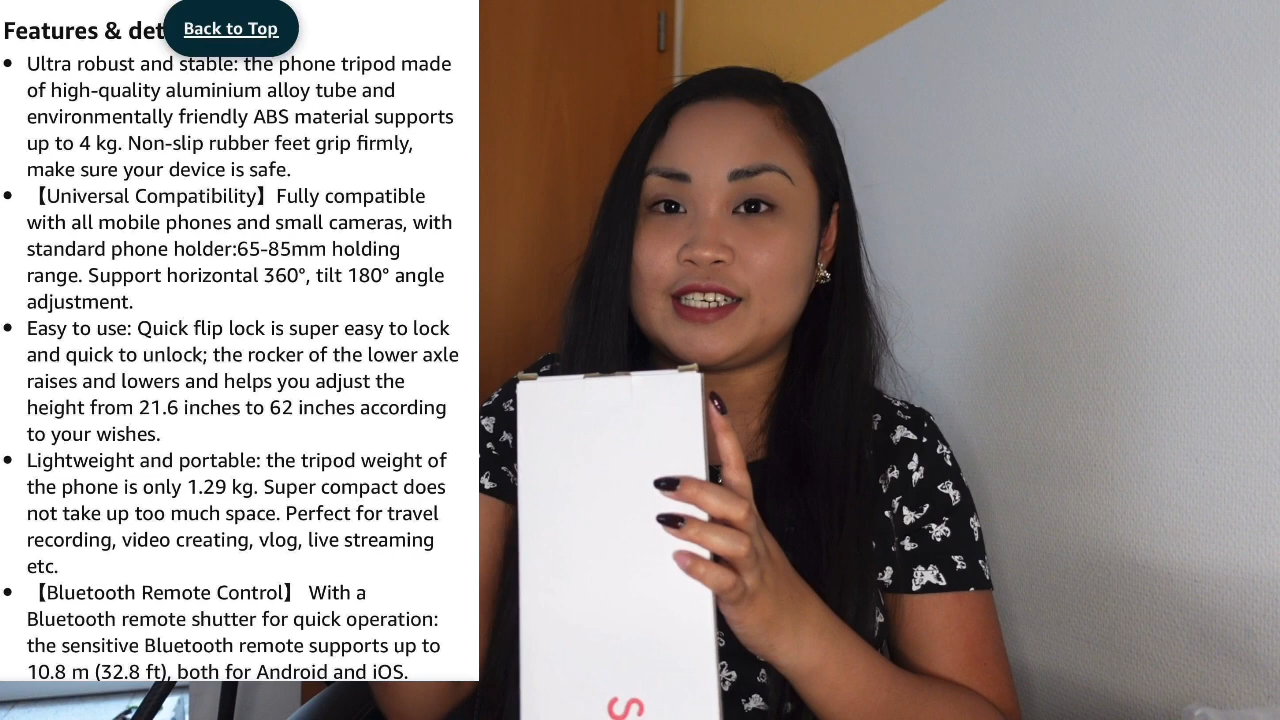 Features & det
Back to Top
Ultra robust and stable: the phone tripod made
of high-quality aluminium alloy tube and
environmentally friendly ABS material supports
up to 4 kg. Non-slip rubber feet grip firmly,
make sure your device is safe.
【Universal Compatibility】Fully compatible
with all mobile phones and small cameras, with
standard phone holder:65-85mm holding
range. Support horizontal 360°, tilt 180° angle
adjustment.
Easy to use: Quick flip lock is super easy to lock
and quick to unlock; the rocker of the lower axle
raises and lowers and helps you adjust the
height from 21.6 inches to 62 inches according
to your wishes.
Lightweight and portable: the tripod weight of
the phone is only 1.29 kg. Super compact does
not take up too much space. Perfect for travel
recording, video creating, vlog, live streaming
etc.
【Bluetooth Remote Control】 With a
Bluetooth remote shutter for quick operation:
the sensitive Bluetooth remote supports up to
10.8 m (32.8 ft), both for Android and iOS.
S